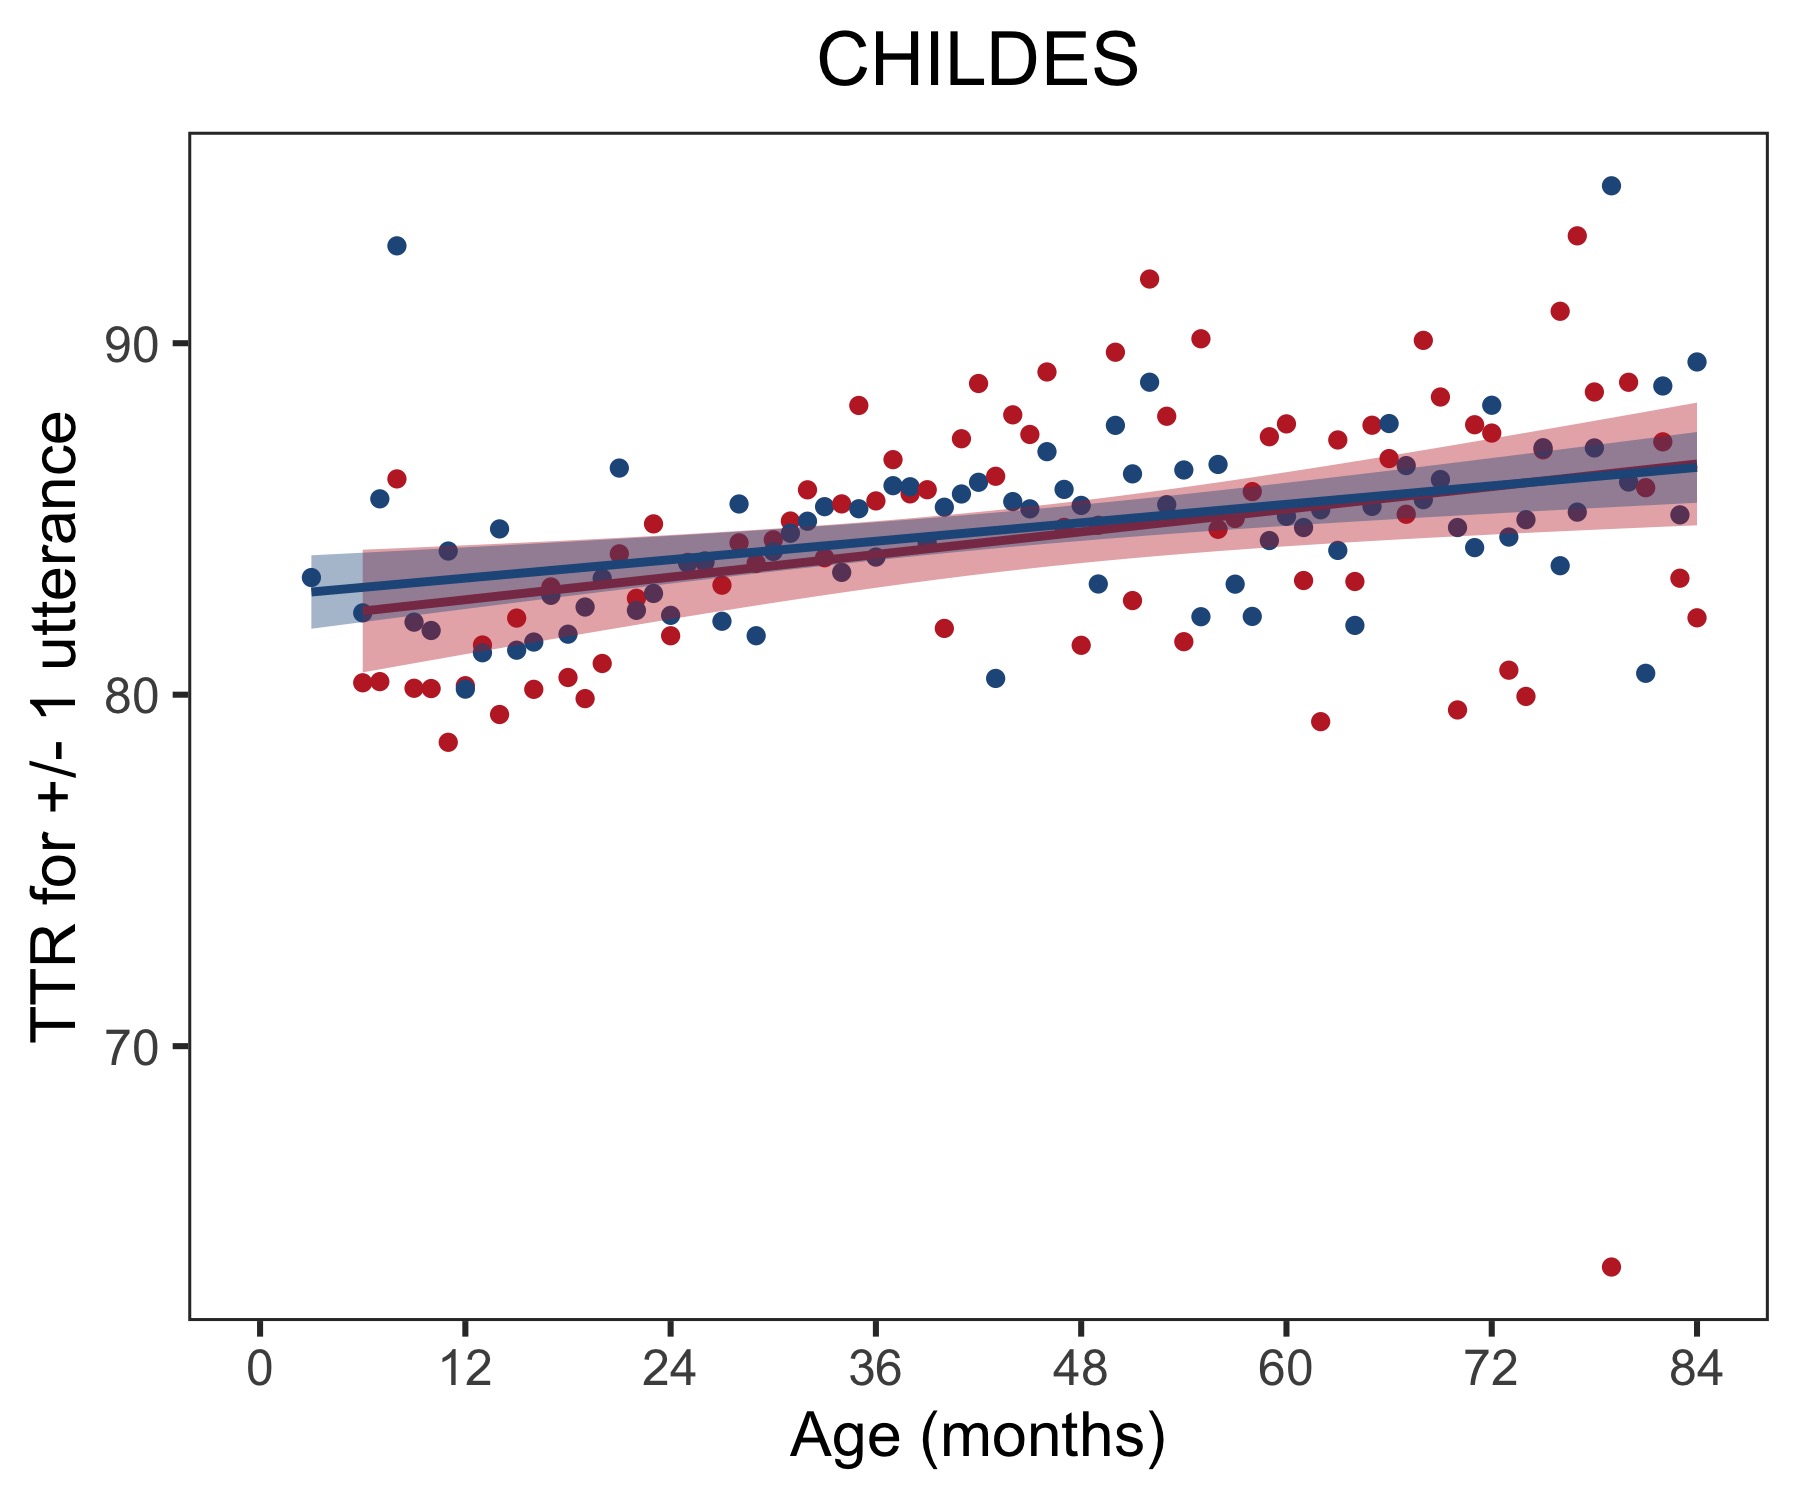 CHILDES
TTR for +/- 1 utterance
90
80
70
0 12 24 36 48 60 72 84
Age (months)